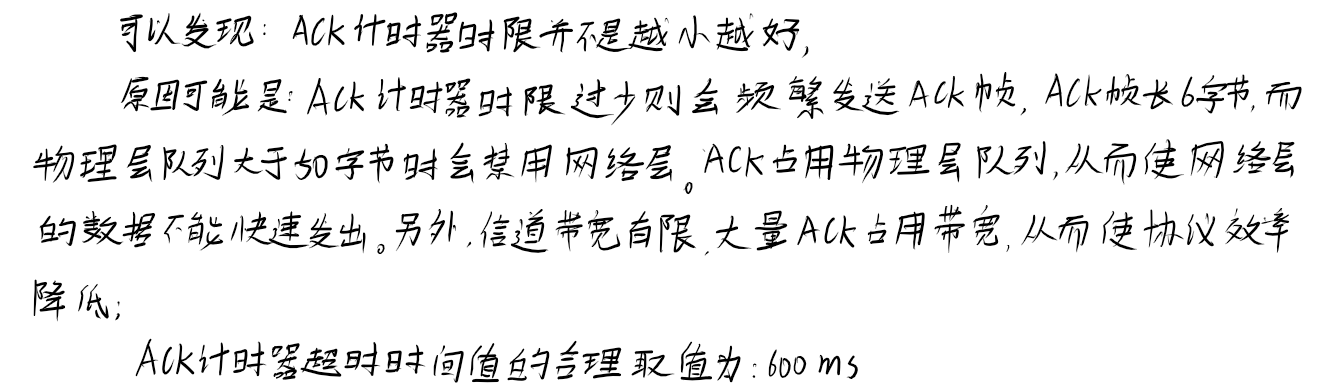 可以发现: ACK计时器时限并不是越小越好,
原因可能是: ACK计时器时限过少则会频繁发送ACK帧, ACK帧长6字节,而
物理层队列大于50字节时会禁用网络层。ACK占用物理层队列,从而使网络层
的数据不能快速发出。另外,信道带宽有限,大量ACK占用带宽,从而使协议效率
降低;
ACK计时器超时时间值的合理取值为:600ms